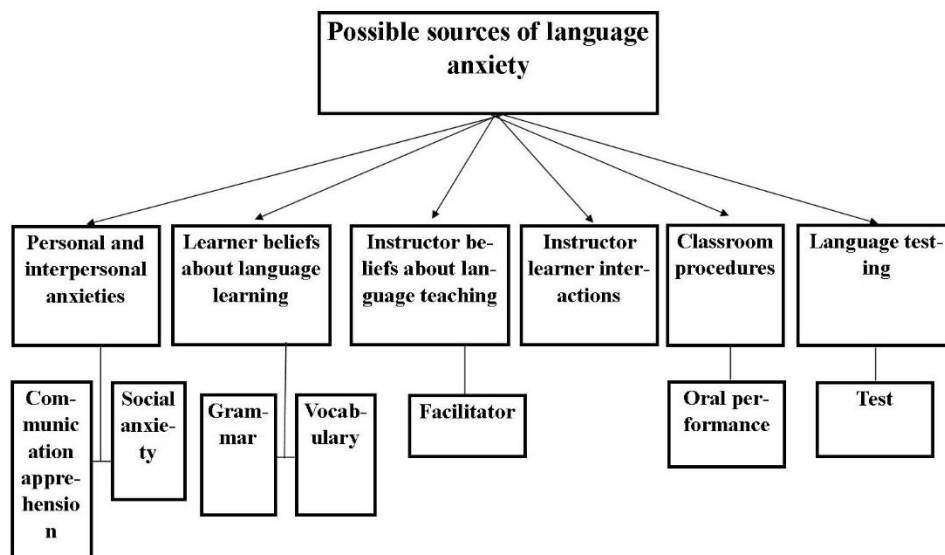 Possible sources of language
anxiety
Personal and
interpersonal
anxieties
Learner beliefs
about language
learning
Instructor be-
liefs about lan-
guage teaching
Instructor
learner inter-
actions
Classroom
procedures
Language test-
ing
Com-
munication
appre-
hensio
n
Social
anxie-
ty
Gram-
mar
Vocab-
ulary
Facilitator
Oral per-
formance
Test